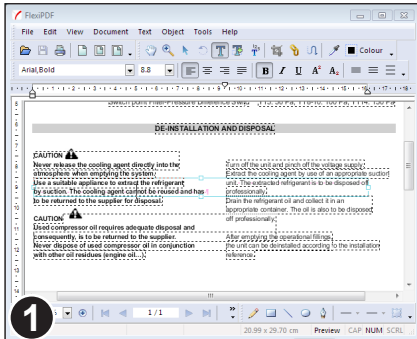 FlexiPDF
File Edit View Document Text Object Tools Help
Colour
Arial,Bold 8.8 B I U A² A₂
DE-INSTALLATION AND DISPOSAL
CAUTION
Never release the cooling agent directly into the
atmosphere when emptying the system.
Use a suitable appliance to extract the refrigerant
by suction. The cooling agent cannot be reused and has
to be returned to the supplier for disposal.
CAUTION
Used compressor oil requires adequate disposal and
consequently, is to be returned to the supplier.
Never dispose of used compressor oil in conjunction
with other oil residues (engine oil...).
Turn off the unit and pinch off the voltage supply.
Extract the cooling agent by use of an appropriate suction
unit. The extracted refrigerant is to be disposed of
professionally.
Drain the refrigerant oil and collect it in an
appropriate container. The oil is also to be disposed
off professionally.
After emptying the operational fillings,
the unit can be deinstalled according to the installation
reference.
1
1 / 1
20.99 x 29.70 cm Preview CAP NUM SCRL